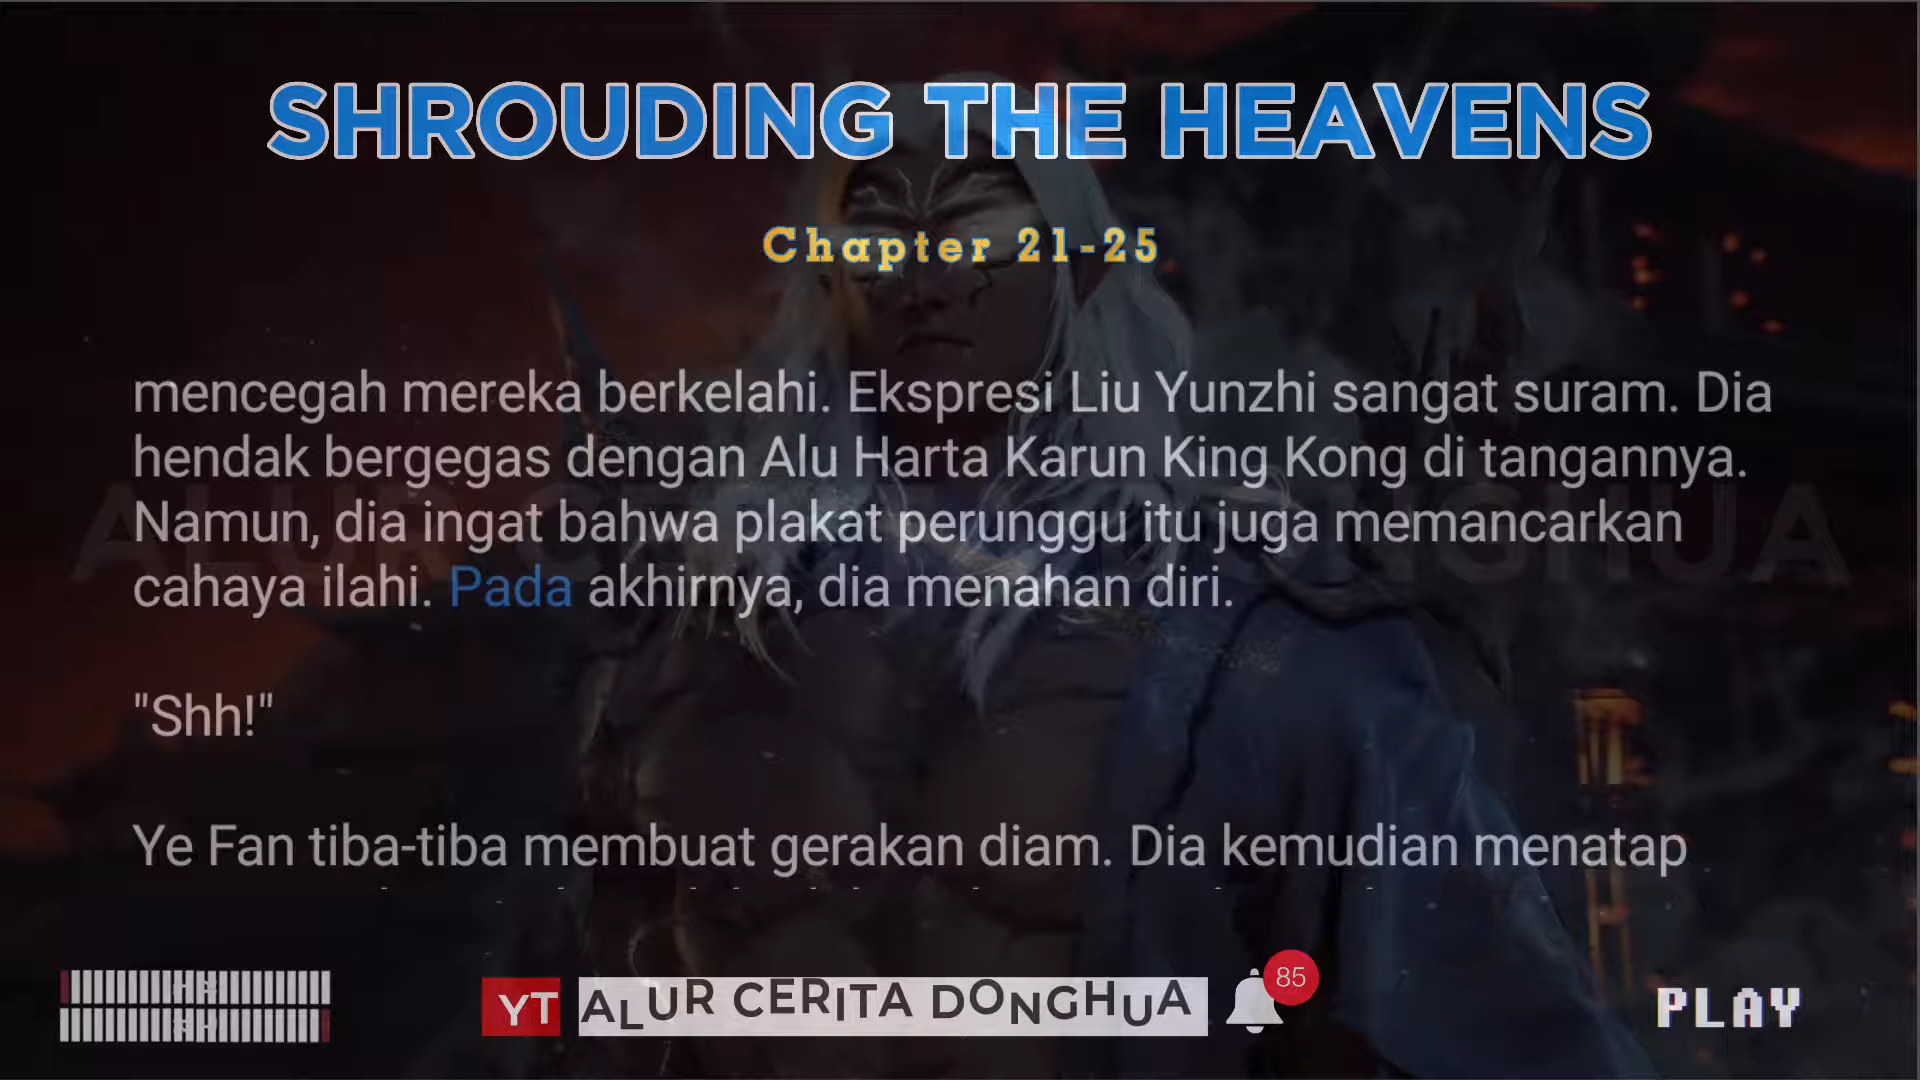 SHROUDING THE HEAVENS
Chapter 21-25
mencegah mereka berkelahi. Ekspresi Liu Yunzhi sangat suram. Dia
hendak bergegas dengan Alu Harta Karun King Kong di tangannya.
Namun, dia ingat bahwa plakat perunggu itu juga memancarkan
cahaya ilahi. Pada akhirnya, dia menahan diri.
"Shh!"
Ye Fan tiba-tiba membuat gerakan diam. Dia kemudian menatap
YT ALUR CERITA DONGHUA
85
PLAY
ALUR CERITA DONGHUA